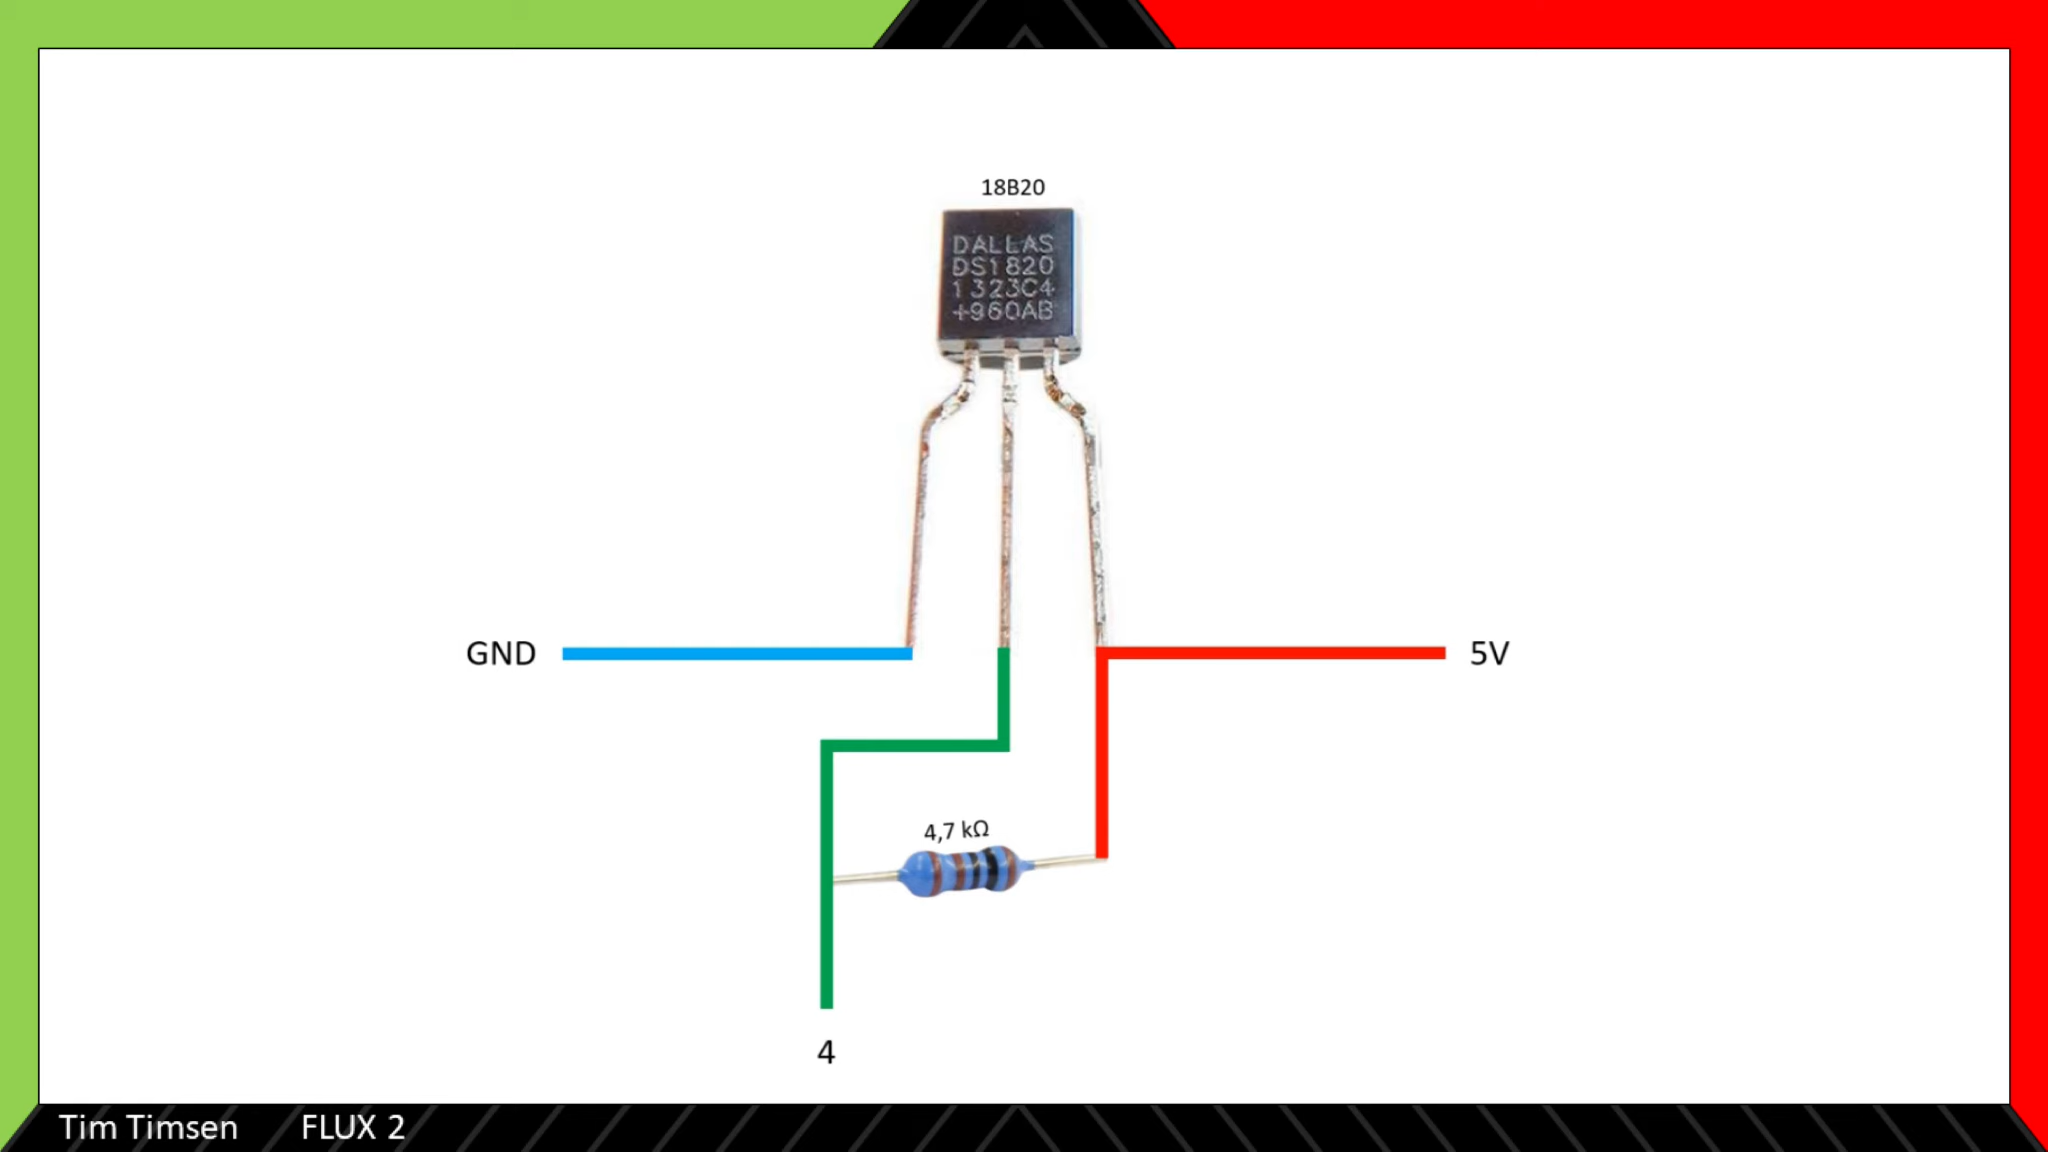 18B20
DALLAS
DS1820
1323C4
+960AB
GND
5V
4,7 kΩ
4
Tim Timsen
FLUX 2